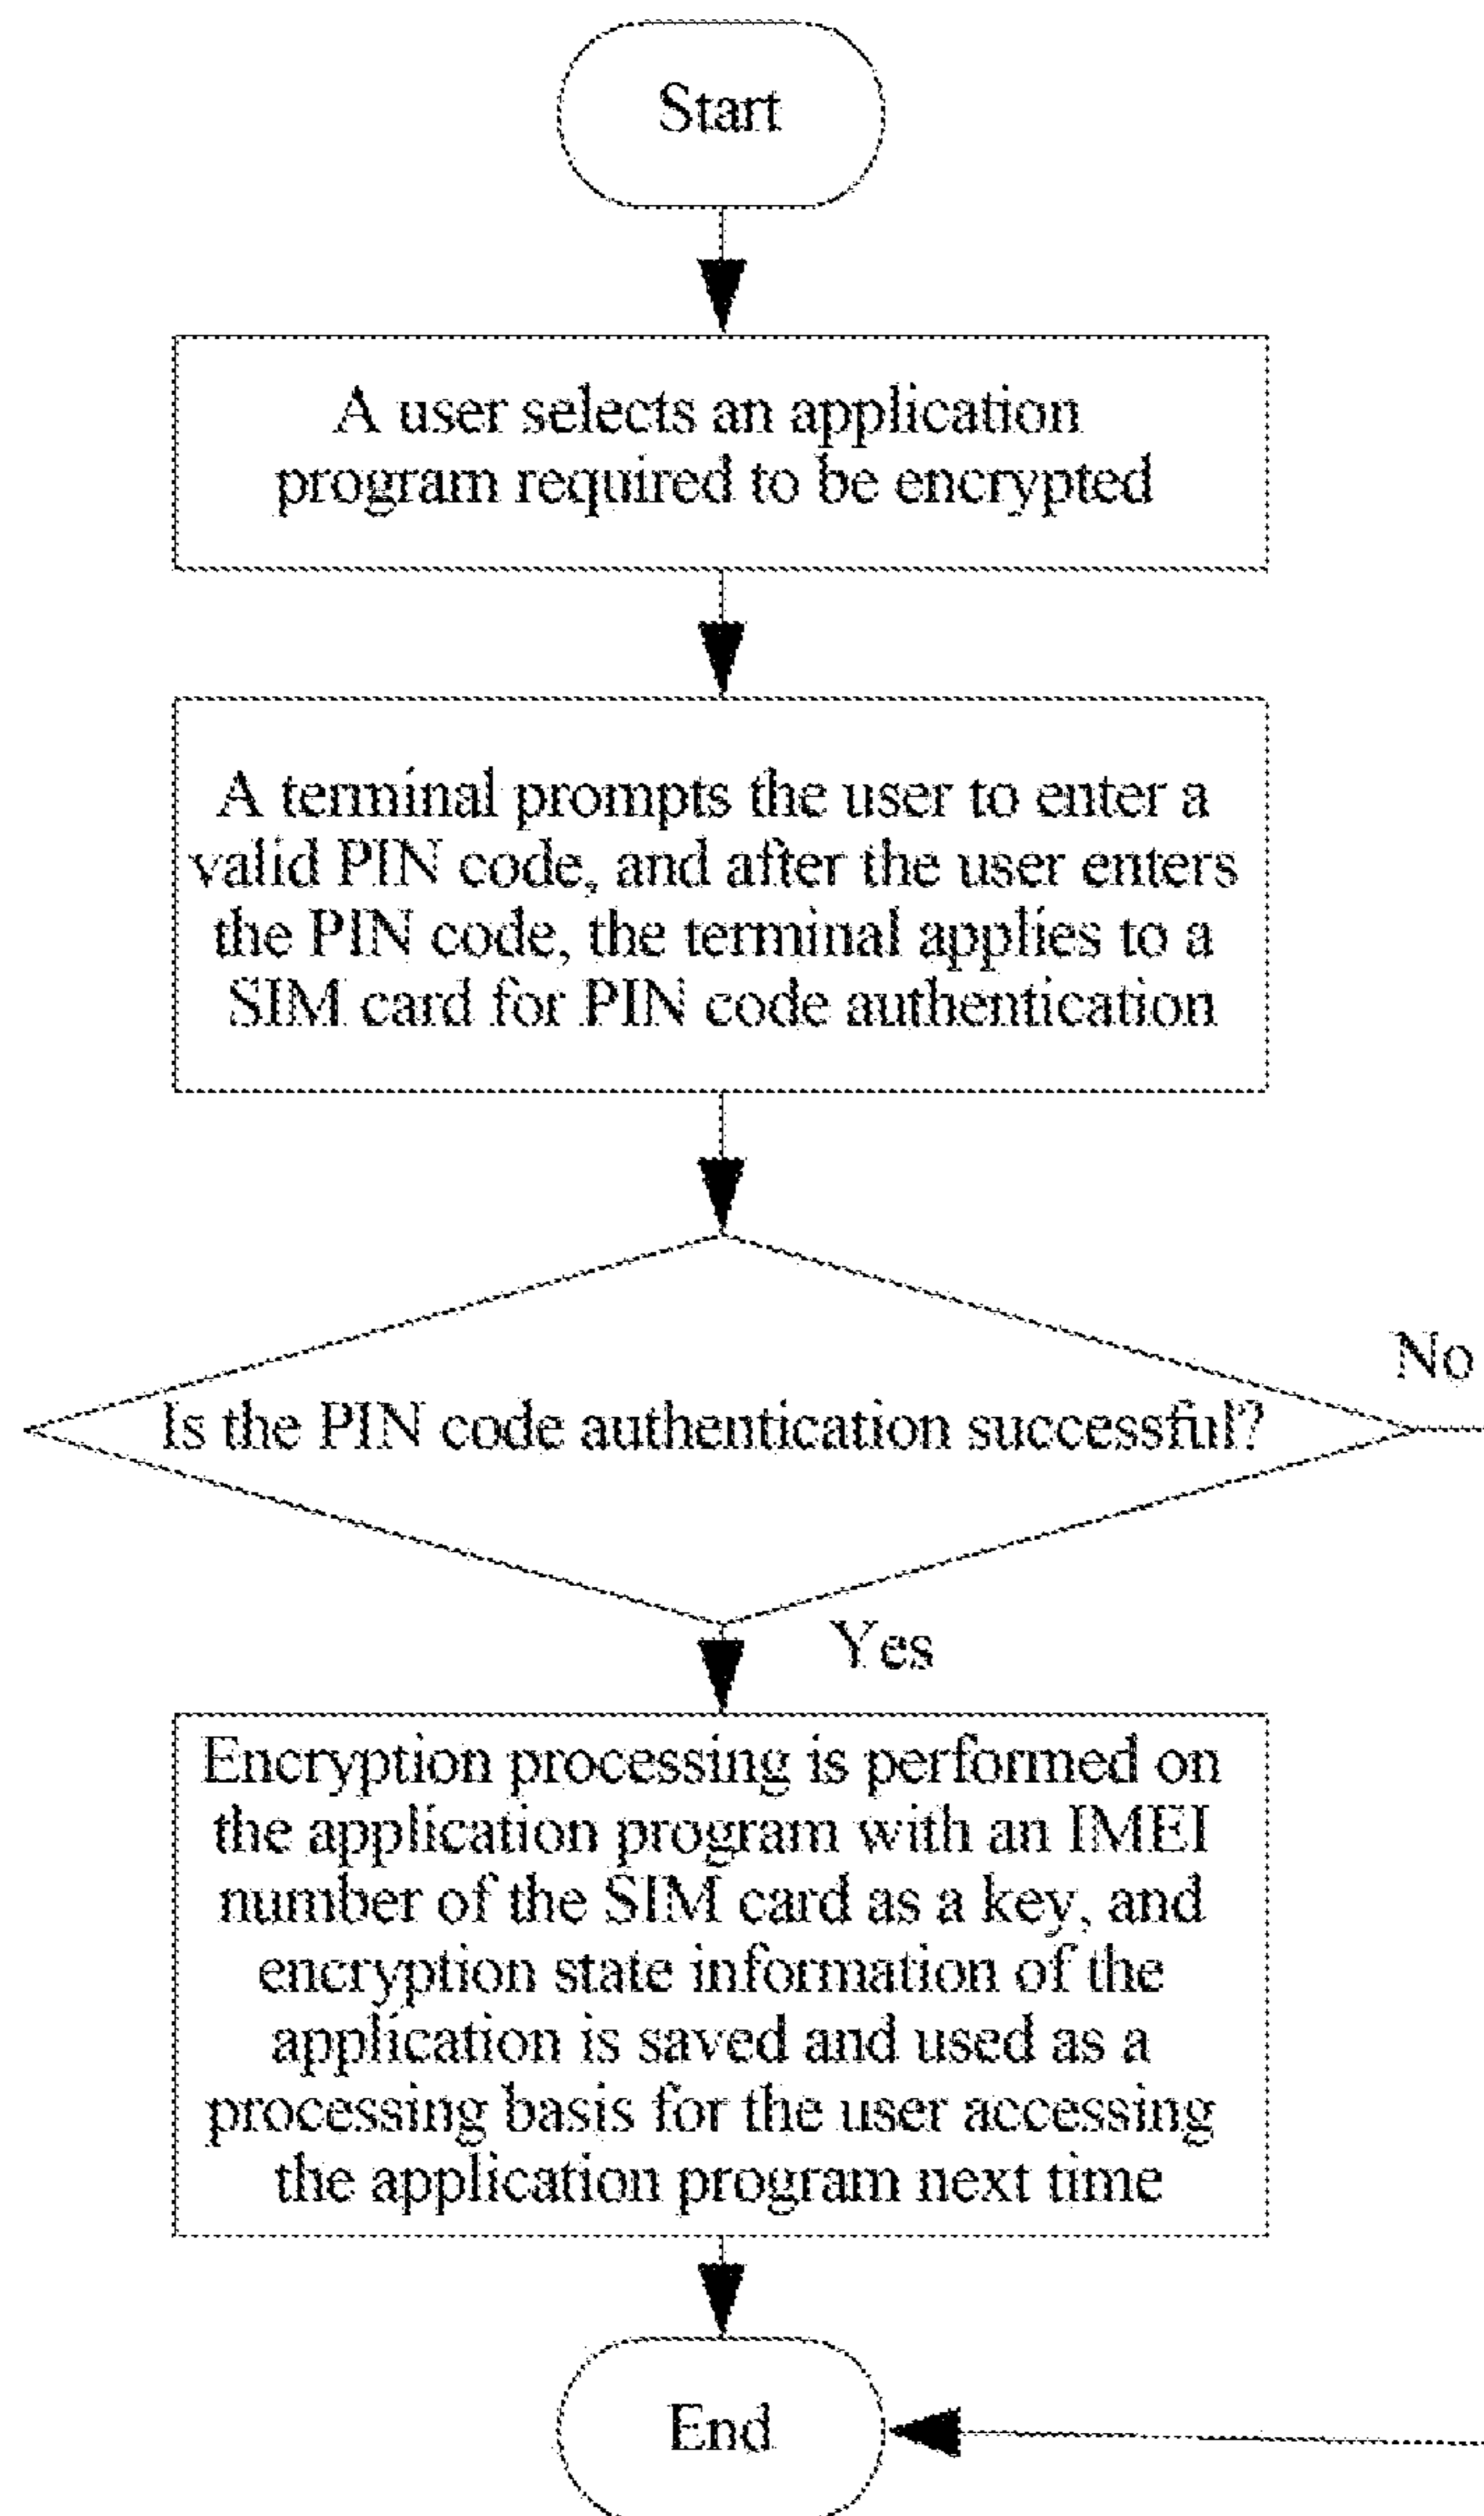 Start
A user selects an application
program required to be encrypted
A terminal prompts the user to enter a
valid PIN code, and after the user enters
the PIN code, the terminal applies to a
SIM card for PIN code authentication
No
Is the PIN code authentication successful?
Yes
Encryption processing is performed on
the application program with an IMEI
number of the SIM card as a key, and
encryption state information of the
application is saved and used as a
processing basis for the user accessing
the application program next time
End